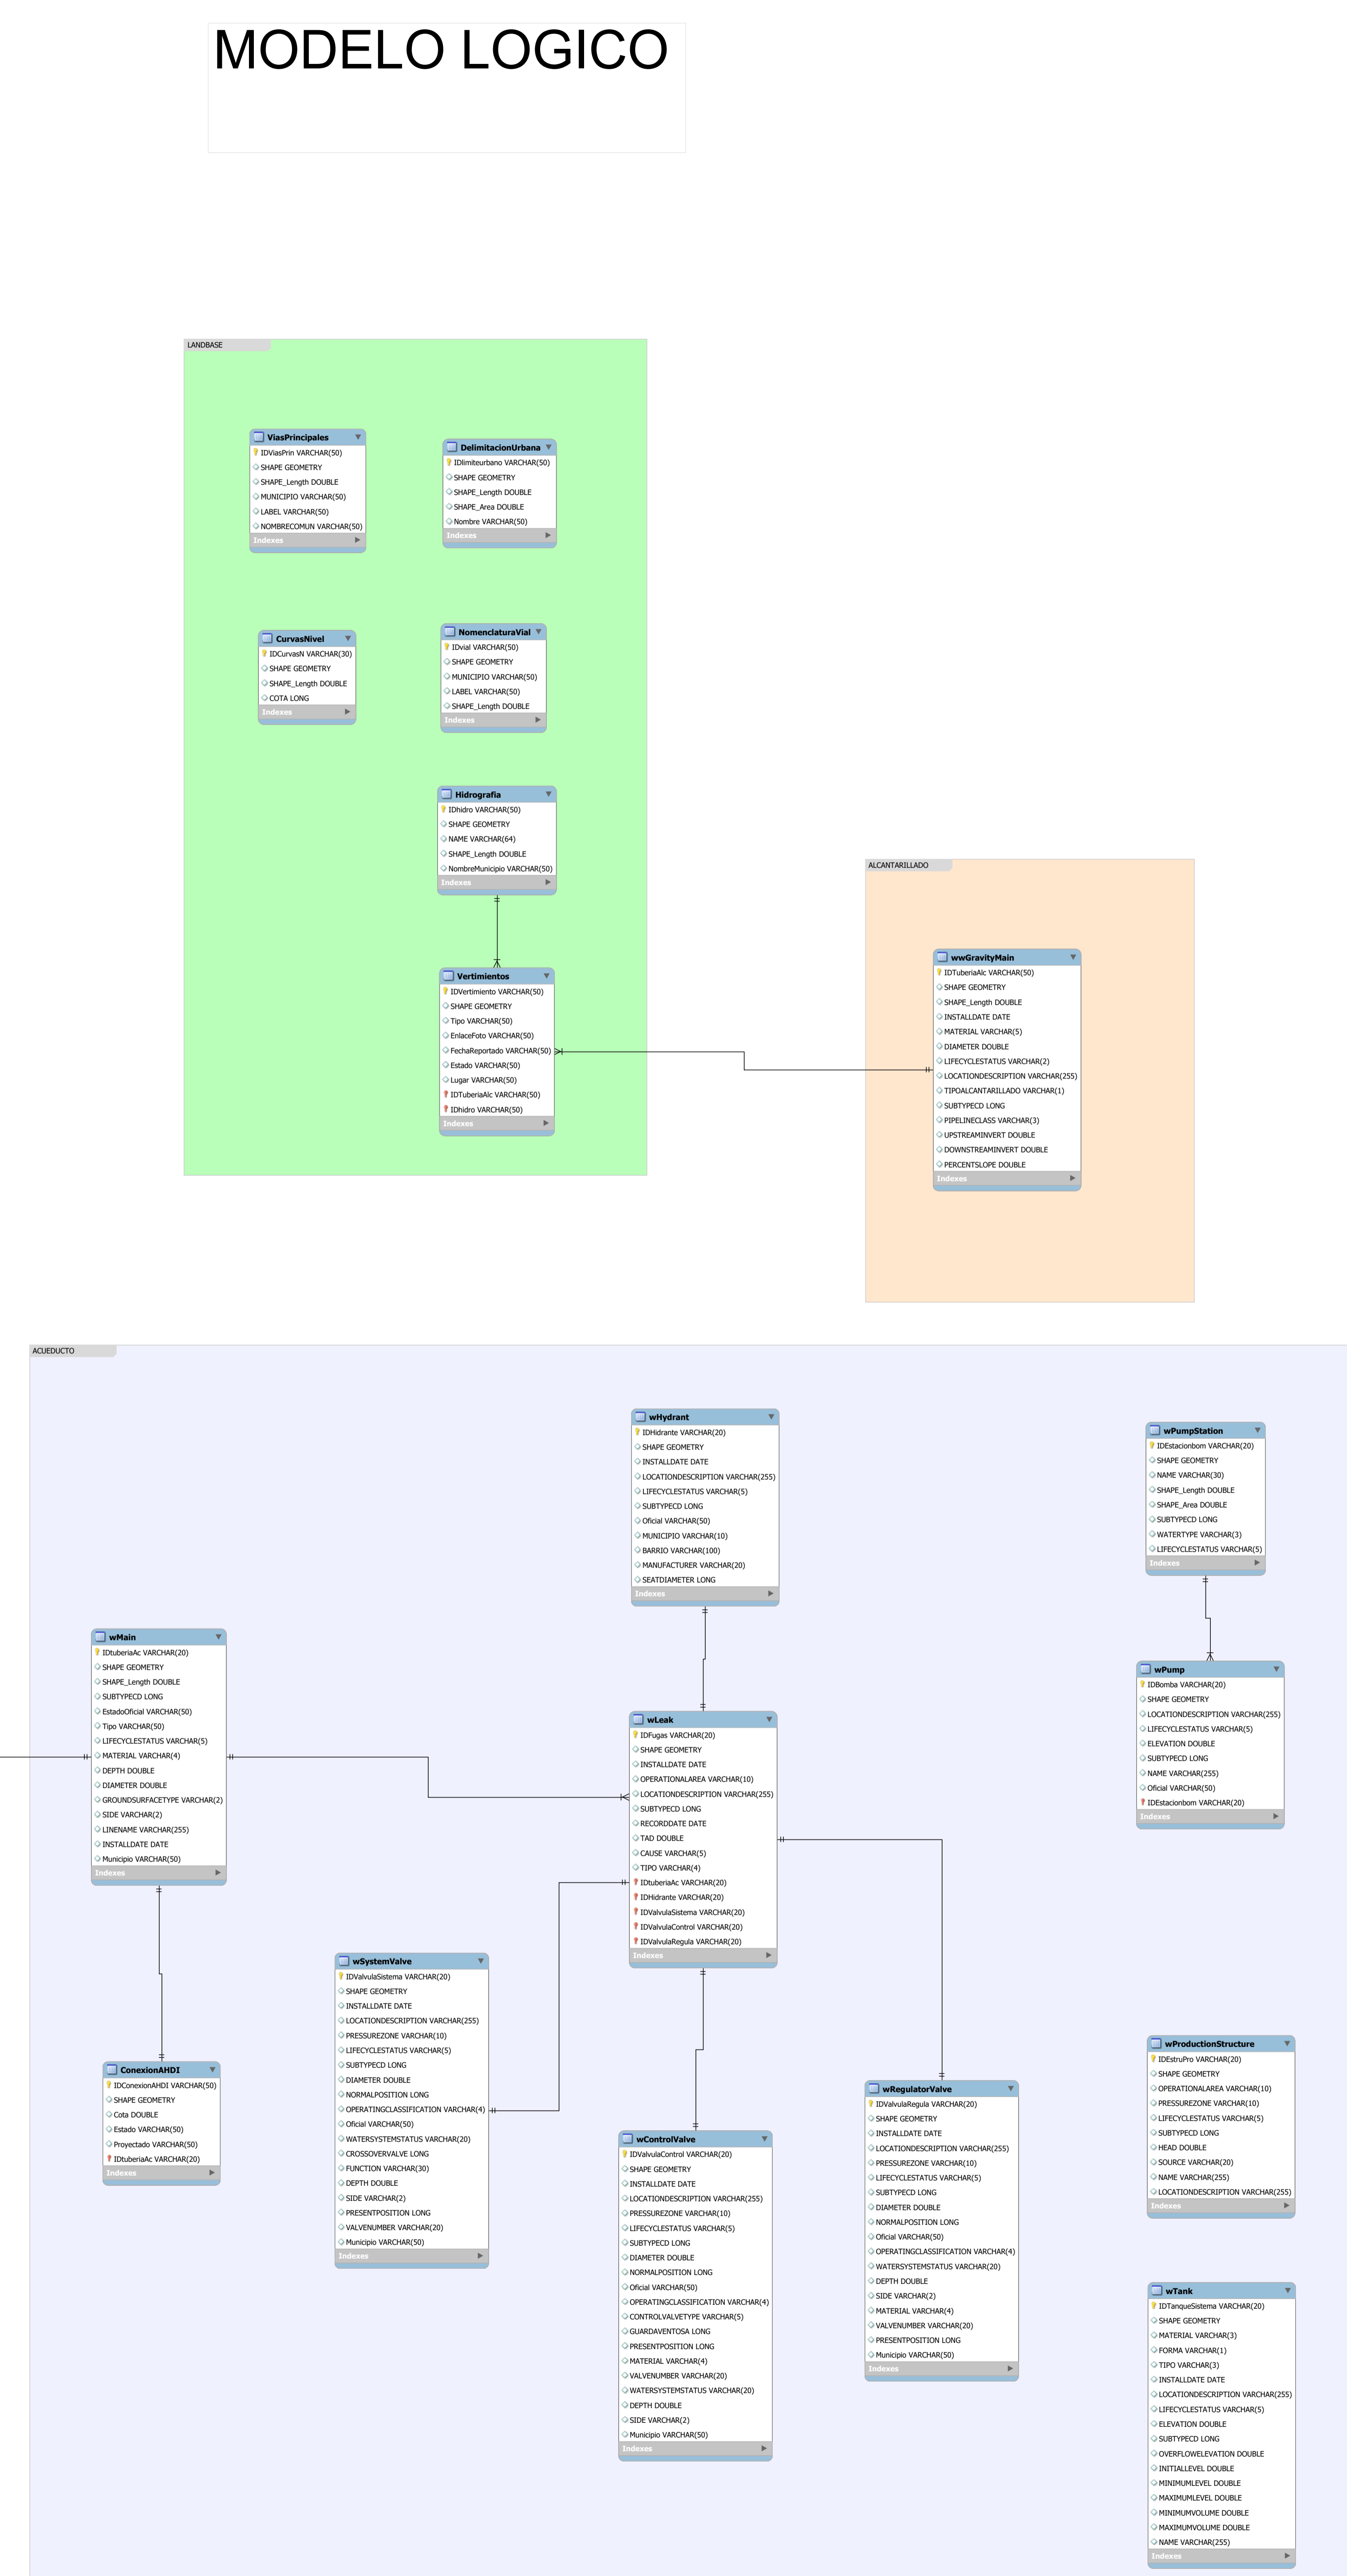 MODELO LOGICO
LANDBASE
ViasPrincipales
IDViasPrin VARCHAR(50)
SHAPE GEOMETRY
SHAPE_Length DOUBLE
MUNICIPIO VARCHAR(50)
LABEL VARCHAR(50)
NOMBRECOMUN VARCHAR(50)
Indexes
DelimitacionUrbana
IDlimiteurbano VARCHAR(50)
SHAPE GEOMETRY
SHAPE_Length DOUBLE
SHAPE_Area DOUBLE
Nombre VARCHAR(50)
Indexes
CurvasNivel
IDCurvasN VARCHAR(30)
SHAPE GEOMETRY
SHAPE_Length DOUBLE
COTA LONG
Indexes
NomenclaturaVial
IDvial VARCHAR(50)
SHAPE GEOMETRY
MUNICIPIO VARCHAR(50)
LABEL VARCHAR(50)
SHAPE_Length DOUBLE
Indexes
Hidrografia
IDhidro VARCHAR(50)
SHAPE GEOMETRY
NAME VARCHAR(64)
SHAPE_Length DOUBLE
NombreMunicipio VARCHAR(50)
Indexes
Vertimientos
IDVertimiento VARCHAR(50)
SHAPE GEOMETRY
Tipo VARCHAR(50)
EnlaceFoto VARCHAR(50)
FechaReportado VARCHAR(50)
Estado VARCHAR(50)
Lugar VARCHAR(50)
IDTuberiaAlc VARCHAR(50)
IDhidro VARCHAR(50)
Indexes
ALCANTARILLADO
wwGravityMain
IDTuberiaAlc VARCHAR(50)
SHAPE GEOMETRY
SHAPE_Length DOUBLE
INSTALLDATE DATE
MATERIAL VARCHAR(5)
DIAMETER DOUBLE
LIFECYCLESTATUS VARCHAR(2)
LOCATIONDESCRIPTION VARCHAR(255)
TIPOALCANTARILLADO VARCHAR(1)
SUBTYPECD LONG
PIPELINECLASS VARCHAR(3)
UPSTREAMINVERT DOUBLE
DOWNSTREAMINVERT DOUBLE
PERCENTSLOPE DOUBLE
Indexes
ACUEDUCTO
wHydrant
IDHidrante VARCHAR(20)
SHAPE GEOMETRY
INSTALLDATE DATE
LOCATIONDESCRIPTION VARCHAR(255)
LIFECYCLESTATUS VARCHAR(5)
SUBTYPECD LONG
Oficial VARCHAR(50)
MUNICIPIO VARCHAR(10)
BARRIO VARCHAR(100)
MANUFACTURER VARCHAR(20)
SEATDIAMETER LONG
Indexes
wPumpStation
IDEstacionbom VARCHAR(20)
SHAPE GEOMETRY
NAME VARCHAR(30)
SHAPE_Length DOUBLE
SHAPE_Area DOUBLE
SUBTYPECD LONG
WATERTYPE VARCHAR(3)
LIFECYCLESTATUS VARCHAR(5)
Indexes
wMain
IDtuberiaAc VARCHAR(20)
SHAPE GEOMETRY
SHAPE_Length DOUBLE
SUBTYPECD LONG
EstadoOficial VARCHAR(50)
Tipo VARCHAR(50)
LIFECYCLESTATUS VARCHAR(5)
MATERIAL VARCHAR(4)
DEPTH DOUBLE
DIAMETER DOUBLE
GROUNDSURFACETYPE VARCHAR(2)
SIDE VARCHAR(2)
LINENAME VARCHAR(255)
INSTALLDATE DATE
Municipio VARCHAR(50)
Indexes
wLeak
IDFugas VARCHAR(20)
SHAPE GEOMETRY
INSTALLDATE DATE
OPERATIONALAREA VARCHAR(10)
LOCATIONDESCRIPTION VARCHAR(255)
SUBTYPECD LONG
RECORDDATE DATE
TAD DOUBLE
CAUSE VARCHAR(5)
TIPO VARCHAR(4)
IDtuberiaAc VARCHAR(20)
IDHidrante VARCHAR(20)
IDValvulaSistema VARCHAR(20)
IDValvulaControl VARCHAR(20)
IDValvulaRegula VARCHAR(20)
Indexes
wPump
IDBomba VARCHAR(20)
SHAPE GEOMETRY
LOCATIONDESCRIPTION VARCHAR(255)
LIFECYCLESTATUS VARCHAR(5)
ELEVATION DOUBLE
SUBTYPECD LONG
NAME VARCHAR(255)
Oficial VARCHAR(50)
IDEstacionbom VARCHAR(20)
Indexes
ConexionAHDI
IDConexionAHDI VARCHAR(50)
SHAPE GEOMETRY
Cota DOUBLE
Estado VARCHAR(50)
Proyectado VARCHAR(50)
IDtuberiaAc VARCHAR(20)
Indexes
wSystemValve
IDValvulaSistema VARCHAR(20)
SHAPE GEOMETRY
INSTALLDATE DATE
LOCATIONDESCRIPTION VARCHAR(255)
PRESSUREZONE VARCHAR(10)
LIFECYCLESTATUS VARCHAR(5)
SUBTYPECD LONG
DIAMETER DOUBLE
NORMALPOSITION LONG
OPERATINGCLASSIFICATION VARCHAR(4)
Oficial VARCHAR(50)
WATERSYSTEMSTATUS VARCHAR(20)
CROSSOVERVALVE LONG
FUNCTION VARCHAR(30)
DEPTH DOUBLE
SIDE VARCHAR(2)
PRESENTPOSITION LONG
VALVENUMBER VARCHAR(20)
Municipio VARCHAR(50)
Indexes
wControlValve
IDValvulaControl VARCHAR(20)
SHAPE GEOMETRY
INSTALLDATE DATE
LOCATIONDESCRIPTION VARCHAR(255)
PRESSUREZONE VARCHAR(10)
LIFECYCLESTATUS VARCHAR(5)
SUBTYPECD LONG
DIAMETER DOUBLE
NORMALPOSITION LONG
Oficial VARCHAR(50)
OPERATINGCLASSIFICATION VARCHAR(4)
CONTROLVALVETYPE VARCHAR(5)
GUARDAVENTOSA LONG
PRESENTPOSITION LONG
MATERIAL VARCHAR(4)
VALVENUMBER VARCHAR(20)
WATERSYSTEMSTATUS VARCHAR(20)
DEPTH DOUBLE
SIDE VARCHAR(2)
Municipio VARCHAR(50)
Indexes
wRegulatorValve
IDValvulaRegula VARCHAR(20)
SHAPE GEOMETRY
INSTALLDATE DATE
LOCATIONDESCRIPTION VARCHAR(255)
PRESSUREZONE VARCHAR(10)
LIFECYCLESTATUS VARCHAR(5)
SUBTYPECD LONG
DIAMETER DOUBLE
NORMALPOSITION LONG
Oficial VARCHAR(50)
OPERATINGCLASSIFICATION VARCHAR(4)
WATERSYSTEMSTATUS VARCHAR(20)
DEPTH DOUBLE
SIDE VARCHAR(2)
MATERIAL VARCHAR(4)
VALVENUMBER VARCHAR(20)
PRESENTPOSITION LONG
Municipio VARCHAR(50)
Indexes
wProductionStructure
IDEstruPro VARCHAR(20)
SHAPE GEOMETRY
OPERATIONALAREA VARCHAR(10)
PRESSUREZONE VARCHAR(10)
LIFECYCLESTATUS VARCHAR(5)
SUBTYPECD LONG
HEAD DOUBLE
SOURCE VARCHAR(20)
NAME VARCHAR(255)
LOCATIONDESCRIPTION VARCHAR(255)
Indexes
wTank
IDTanqueSistema VARCHAR(20)
SHAPE GEOMETRY
MATERIAL VARCHAR(3)
FORMA VARCHAR(1)
TIPO VARCHAR(3)
INSTALLDATE DATE
LOCATIONDESCRIPTION VARCHAR(255)
LIFECYCLESTATUS VARCHAR(5)
ELEVATION DOUBLE
SUBTYPECD LONG
OVERFLOWELEVATION DOUBLE
INITIALLEVEL DOUBLE
MINIMUMLEVEL DOUBLE
MAXIMUMLEVEL DOUBLE
MINIMUMVOLUME DOUBLE
MAXIMUMVOLUME DOUBLE
NAME VARCHAR(255)
Indexes